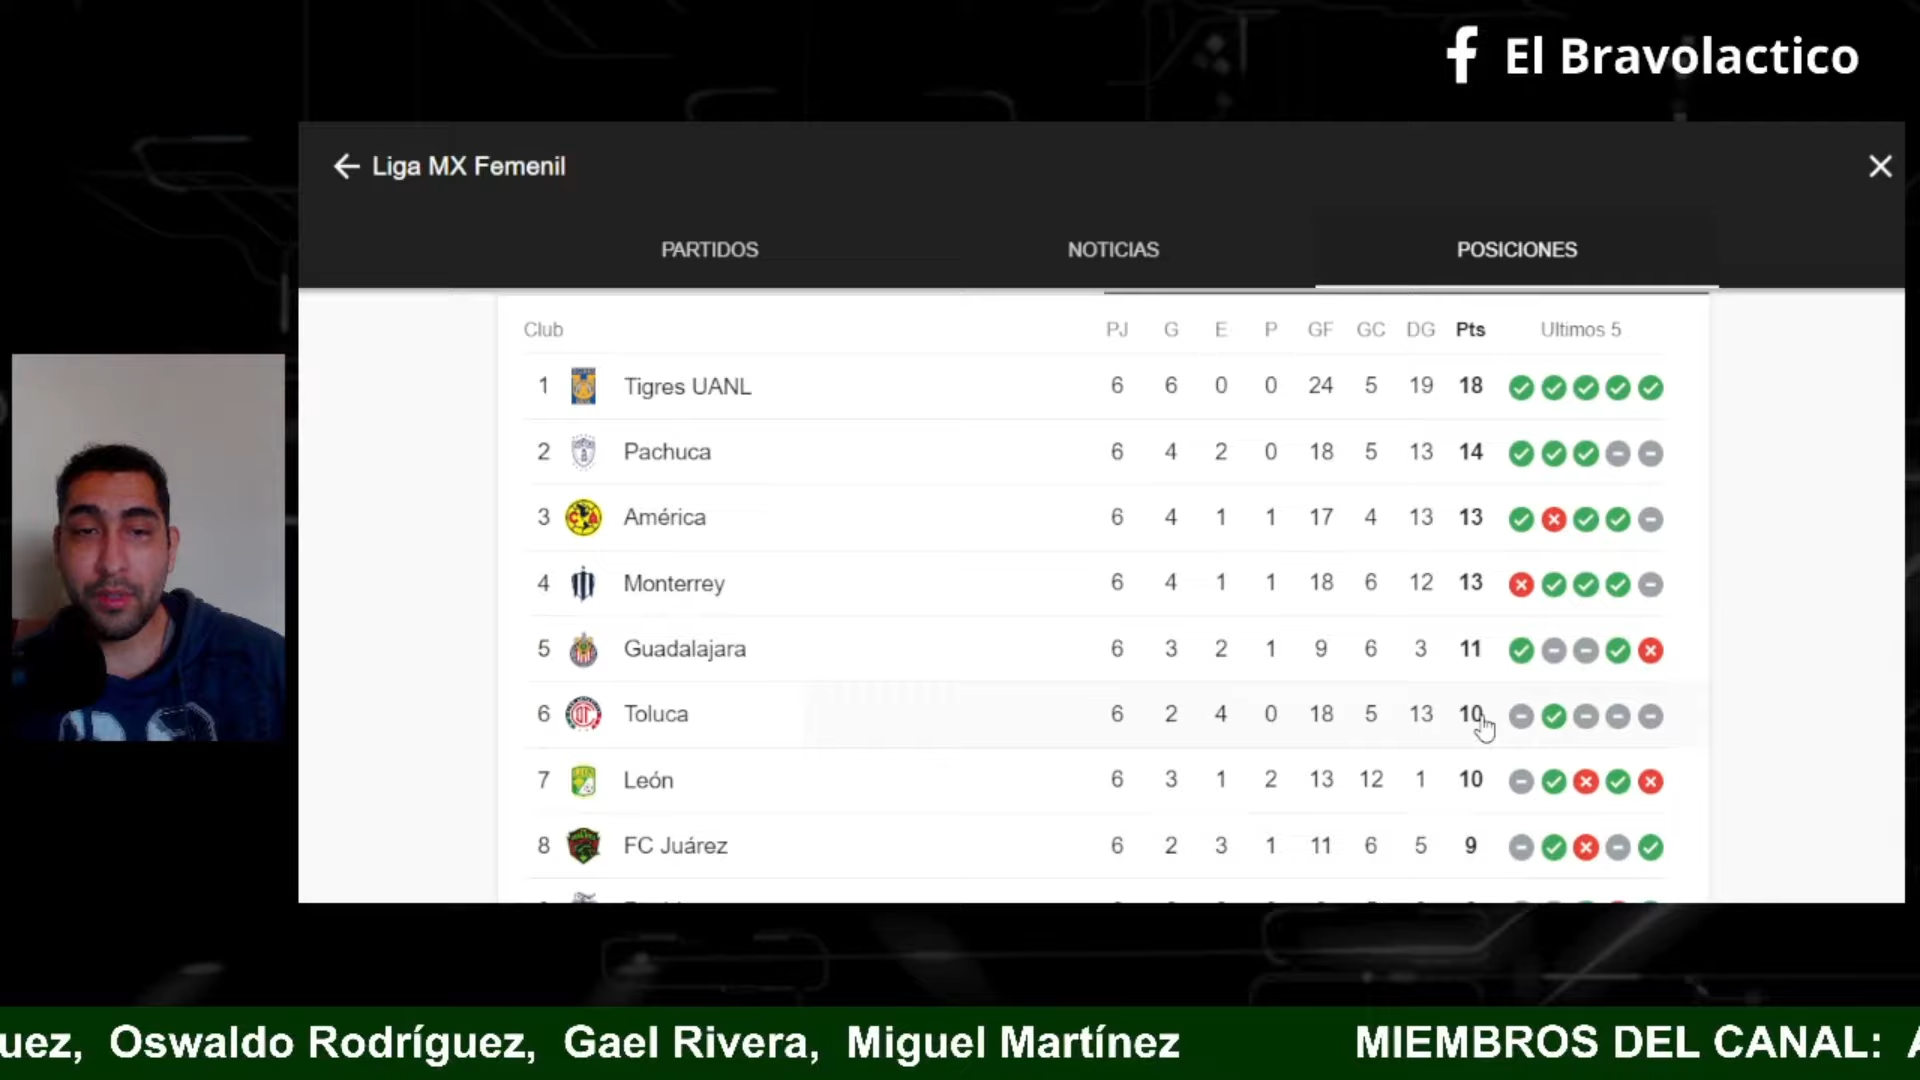 El Bravolactico
Liga MX Femenil
PARTIDOS NOTICIAS POSICIONES
Club PJ G E P GF GC DG Pts Ultimos 5
1 Tigres UANL 6 6 0 0 24 5 19 18
2 Pachuca 6 4 2 0 18 5 13 14
3 América 6 4 1 1 17 4 13 13
4 Monterrey 6 4 1 1 18 6 12 13
5 Guadalajara 6 3 2 1 9 6 3 11
6 Toluca 6 2 4 0 18 5 13 10
7 León 6 3 1 2 13 12 1 10
8 FC Juárez 6 2 3 1 11 6 5 9
uez, Oswaldo Rodríguez, Gael Rivera, Miguel Martínez MIEMBROS DEL CANAL: A